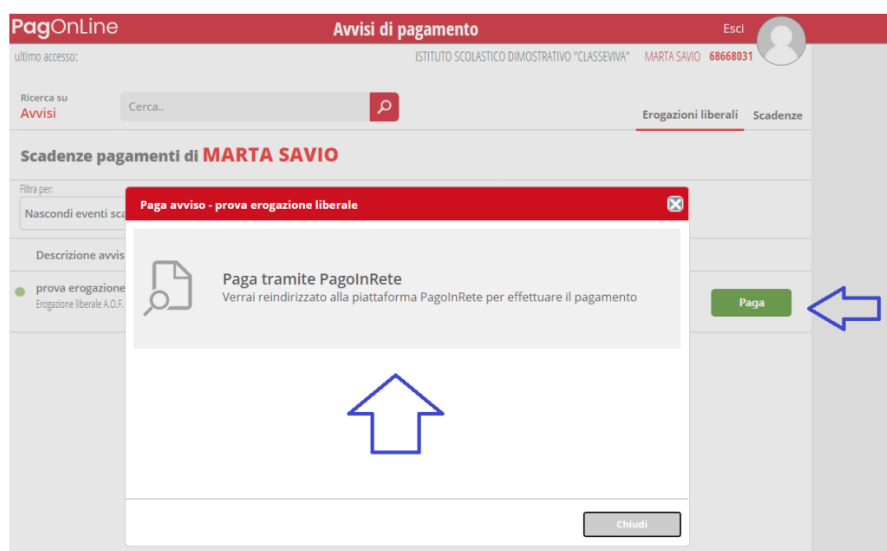 PagOnLine
Avvisi di pagamento
Esci
ultimo accesso:
ISTITUTO SCOLASTICO DIMOSTRATIVO "CLASSEVIVA" MARTA SAVIO 68668031
Ricerca su
Avvisi
Cerca..
Erogazioni liberali Scadenze
Scadenze pagamenti di MARTA SAVIO
Filtra per:
Nascondi eventi sca
Paga avviso - prova erogazione liberale
Descrizione avvis
Paga tramite PagoInRete
Verrai reindirizzato alla piattaforma PagoInRete per effettuare il pagamento
prova erogazione
Erogazione liberale A.O.F.
Paga
Chiudi